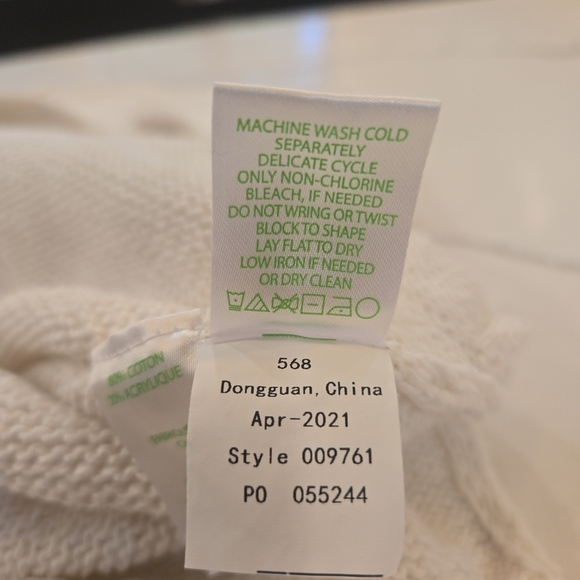 MACHINE WASH COLD
SEPARATELY
DELICATE CYCLE
ONLY NON-CHLORINE
BLEACH, IF NEEDED
DO NOT WRING OR TWIST
BLOCK TO SHAPE
LAY FLAT TO DRY
LOW IRON IF NEEDED
OR DRY CLEAN
COTON
ACRYLIQUE
568
Dongguan, China
Apr-2021
Style 009761
PO 055244